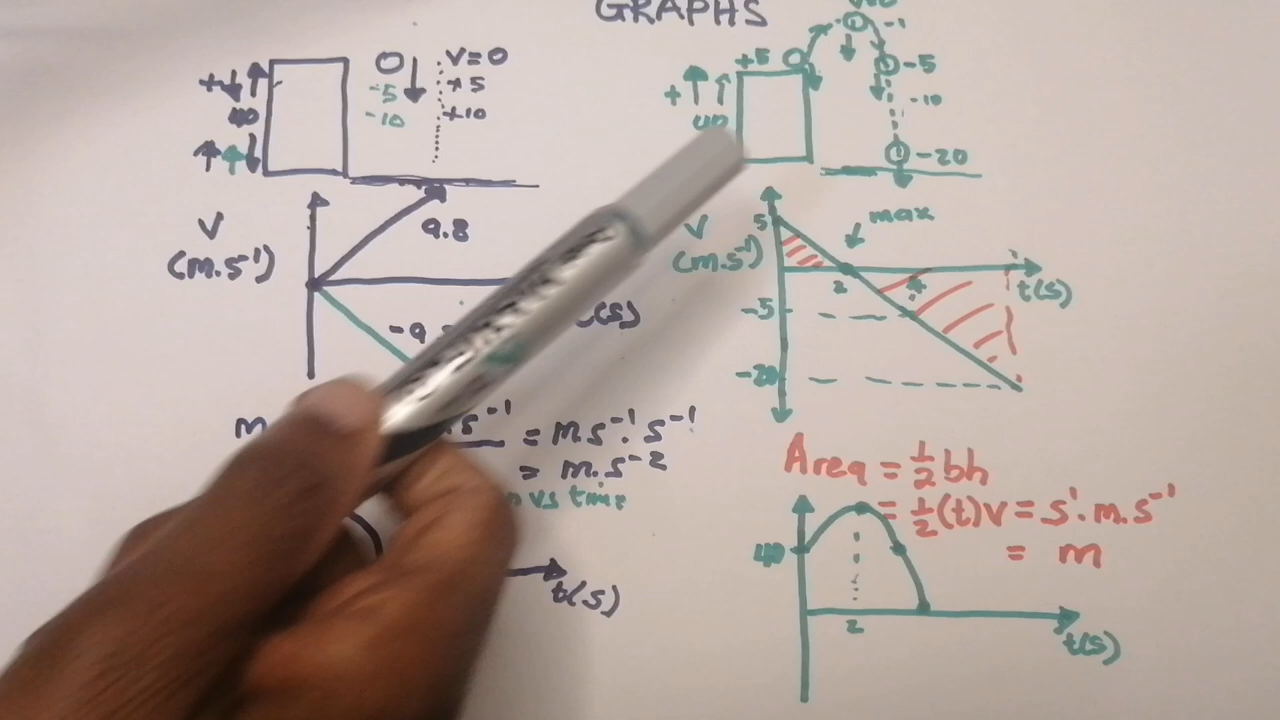 GRAPHS
V=0
+5
+10
-5
-10
+
40
V
(m.s⁻¹)
9.8
-9
(s)
s⁻¹ = m.s⁻¹.s⁻¹
= m.s⁻²
vs time
t(s)
+5
-1
-5
-10
-20
+
40
V
(m.s⁻¹)
5
max
2
4
t(s)
-5
-20
Area = ½bh
= ½(t)V = s¹.m.s⁻¹
= m
40
2
t(s)